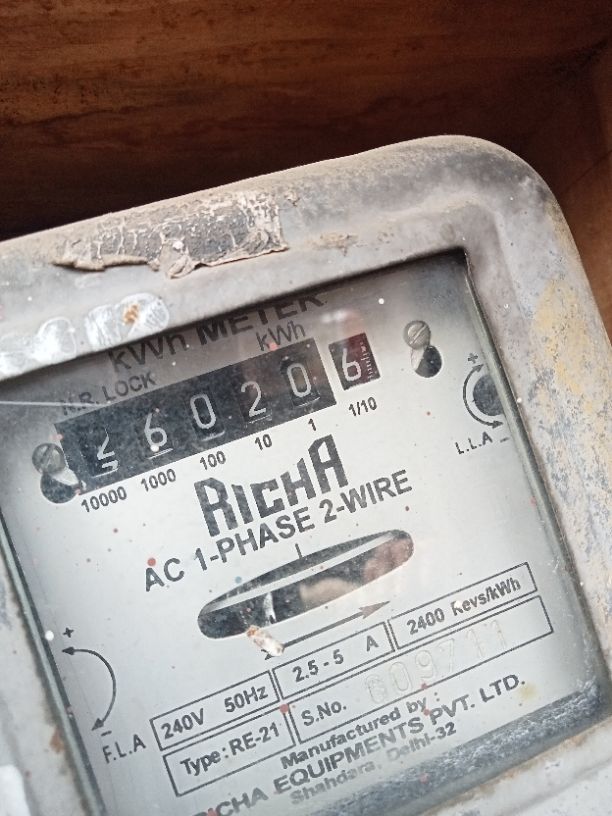 kWh METER
kWh
N.R. LOCK
6 0 2 0 6
10000 1000 100 10 1 1/10
RICHA
AC 1-PHASE 2-WIRE
+
L.L.A -
+
-
F.L.A
240V 50Hz 2.5 - 5 A 2400 Revs/kWh
Type: RE-21 S.No. 609711
Manufactured by :
RICHA EQUIPMENTS PVT. LTD.
Shahdara, Delhi-32